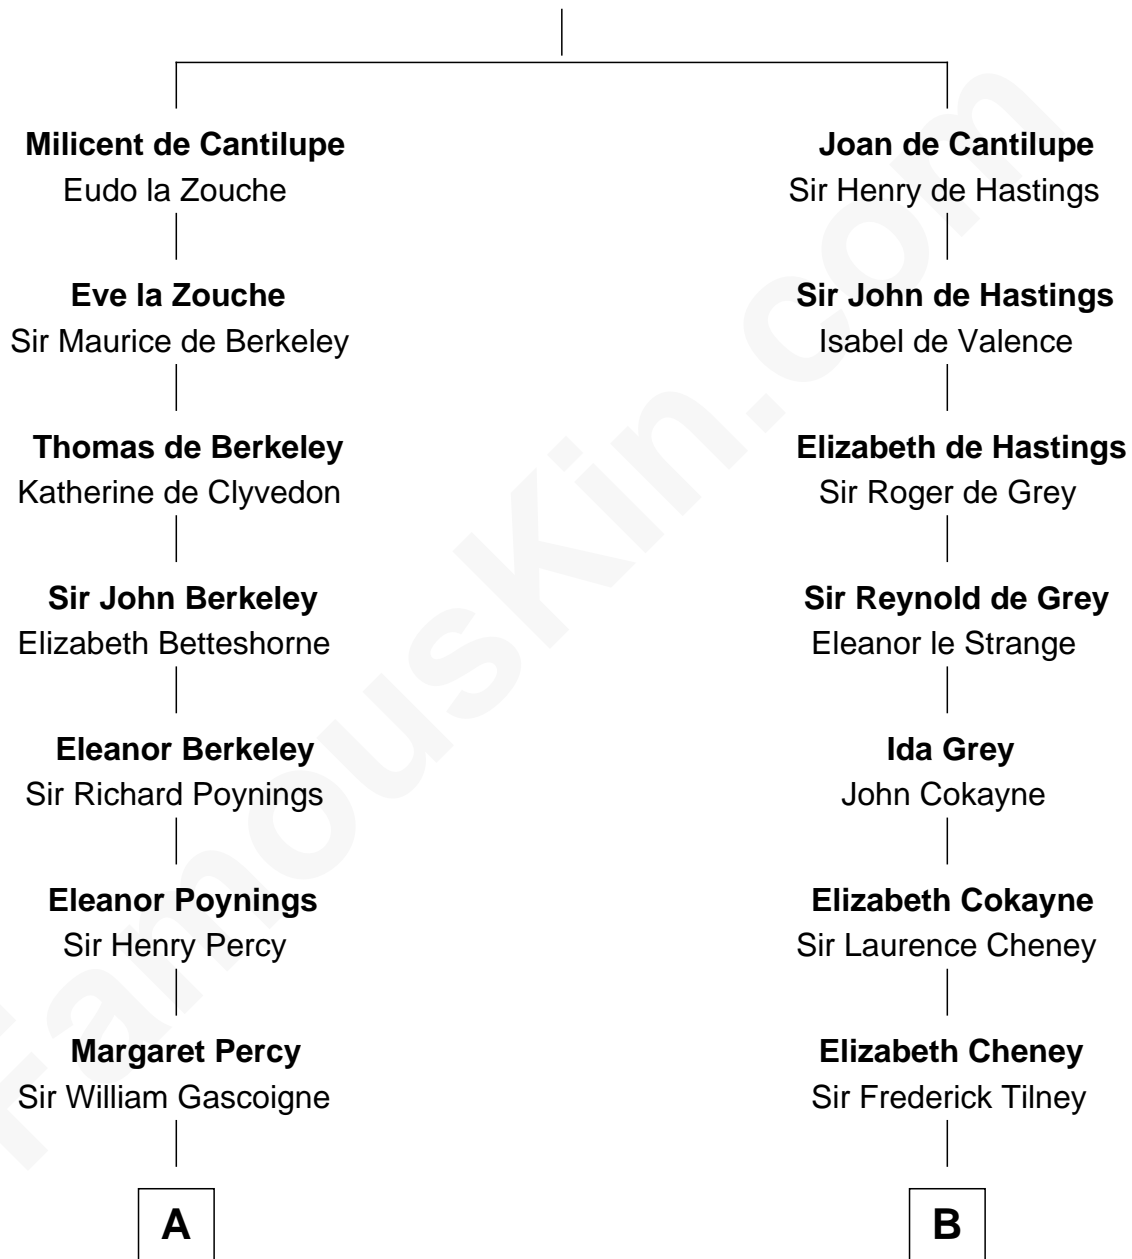 Milicent de Cantilupe
Eudo la Zouche
Eve la Zouche
Sir Maurice de Berkeley
Thomas de Berkeley
Katherine de Clyvedon
Sir John Berkeley
Elizabeth Betteshorne
Eleanor Berkeley
Sir Richard Poynings
Eleanor Poynings
Sir Henry Percy
Margaret Percy
Sir William Gascoigne
A
Joan de Cantilupe
Sir Henry de Hastings
Sir John de Hastings
Isabel de Valence
Elizabeth de Hastings
Sir Roger de Grey
Sir Reynold de Grey
Eleanor le Strange
Ida Grey
John Cokayne
Elizabeth Cokayne
Sir Laurence Cheney
Elizabeth Cheney
Sir Frederick Tilney
B
FamousKin.com